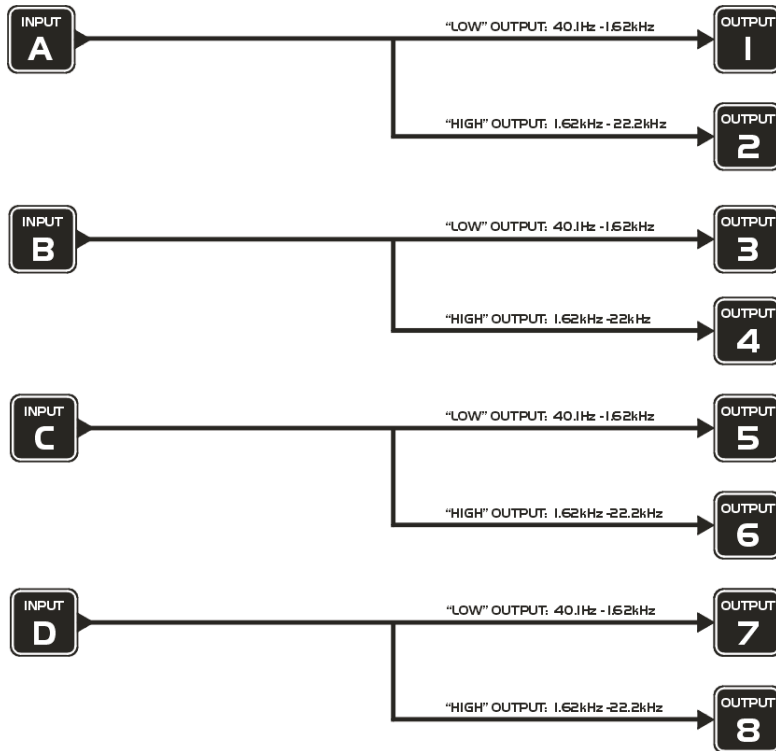 INPUT
A
"LOW" OUTPUT: 40.1Hz -1.62kHz
OUTPUT
1
"HIGH" OUTPUT: 1.62kHz - 22.2kHz
OUTPUT
2
INPUT
B
"LOW" OUTPUT: 40.1Hz -1.62kHz
OUTPUT
3
"HIGH" OUTPUT: 1.62kHz -22kHz
OUTPUT
4
INPUT
C
"LOW" OUTPUT: 40.1Hz -1.62kHz
OUTPUT
5
"HIGH" OUTPUT: 1.62kHz -22.2kHz
OUTPUT
6
INPUT
D
"LOW" OUTPUT: 40.1Hz -1.62kHz
OUTPUT
7
"HIGH" OUTPUT: 1.62kHz -22.2kHz
OUTPUT
8